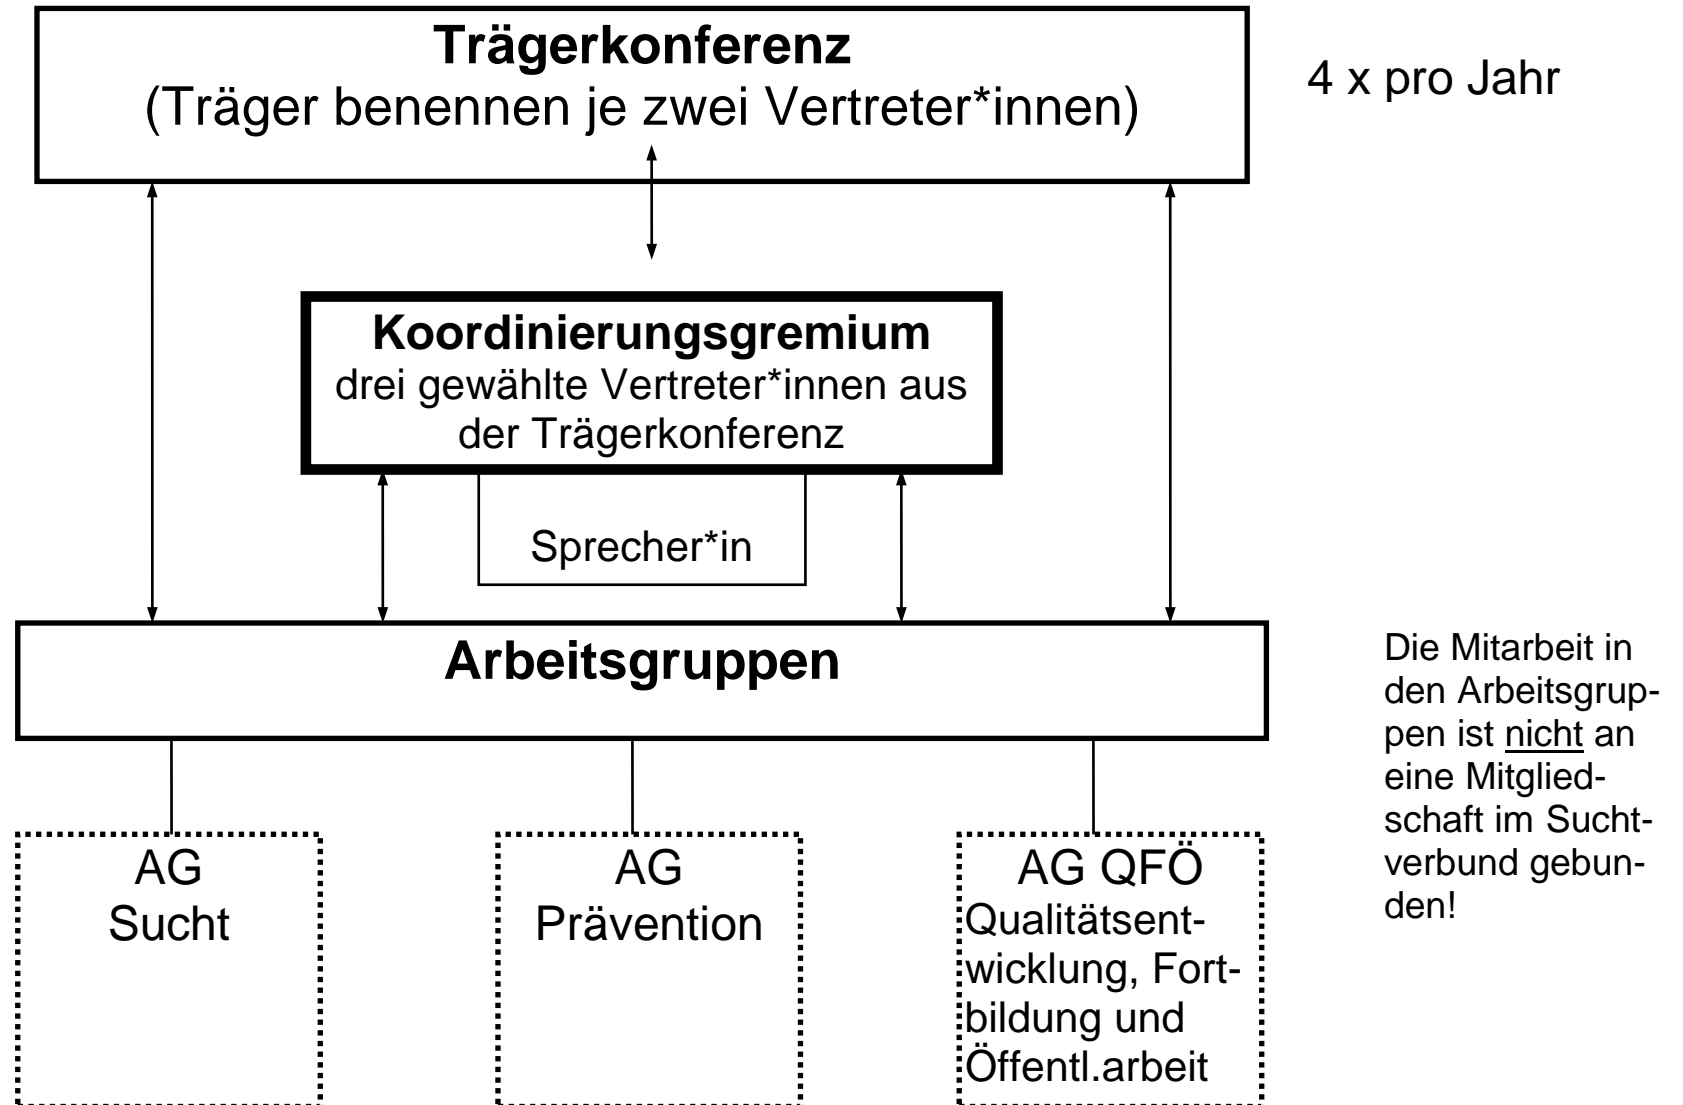 Trägerkonferenz
(Träger benennen je zwei Vertreter*innen)
4 x pro Jahr
Koordinierungsgremium
drei gewählte Vertreter*innen aus
der Trägerkonferenz
Sprecher*in
Arbeitsgruppen
Die Mitarbeit in
den Arbeitsgrup-
pen ist nicht an
eine Mitglied-
schaft im Sucht-
verbund gebun-
den!
AG
Sucht
AG
Prävention
AG QFÖ
Qualitätsent-
wicklung, Fort-
bildung und
Öffentl.arbeit